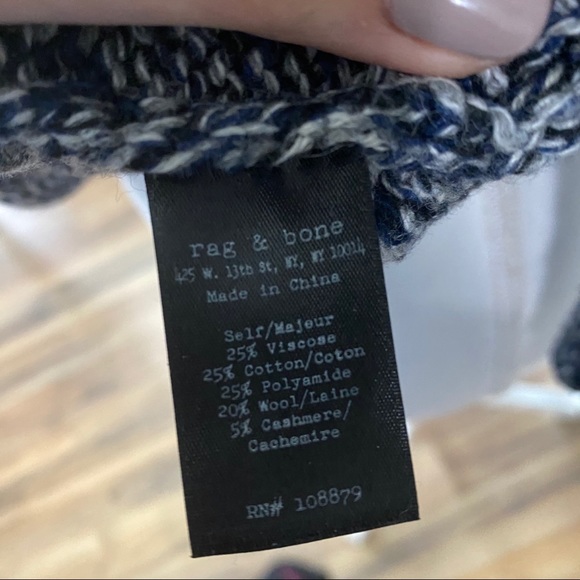 rag & bone
425 W. 13th St, NY, NY 10014
Made in China
Self/Majeur
25% Viscose
25% Cotton/Coton
25% Polyamide
20% Wool/Laine
5% Cashmere/
Cachemire
RN# 108879